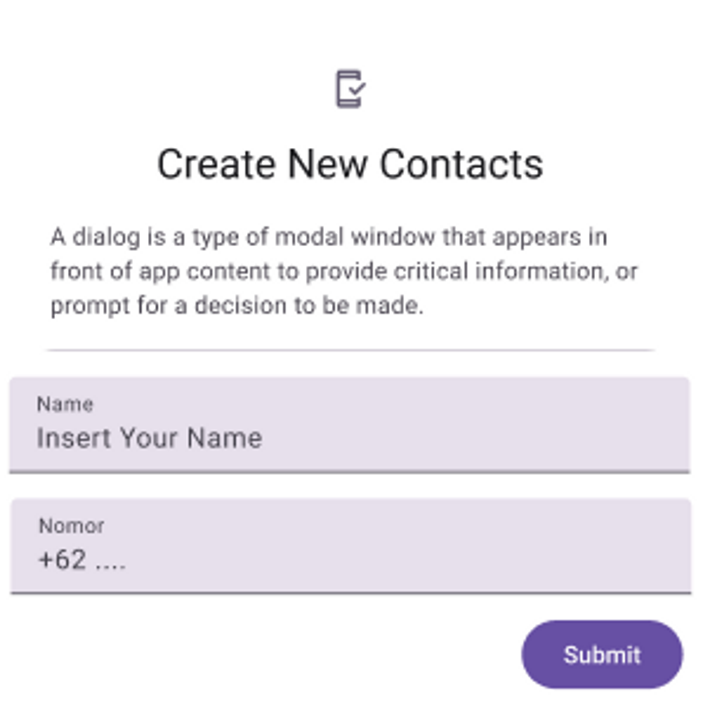 Create New Contacts
A dialog is a type of modal window that appears in
front of app content to provide critical information, or
prompt for a decision to be made.
Name
Insert Your Name
Nomor
+62 ....
Submit